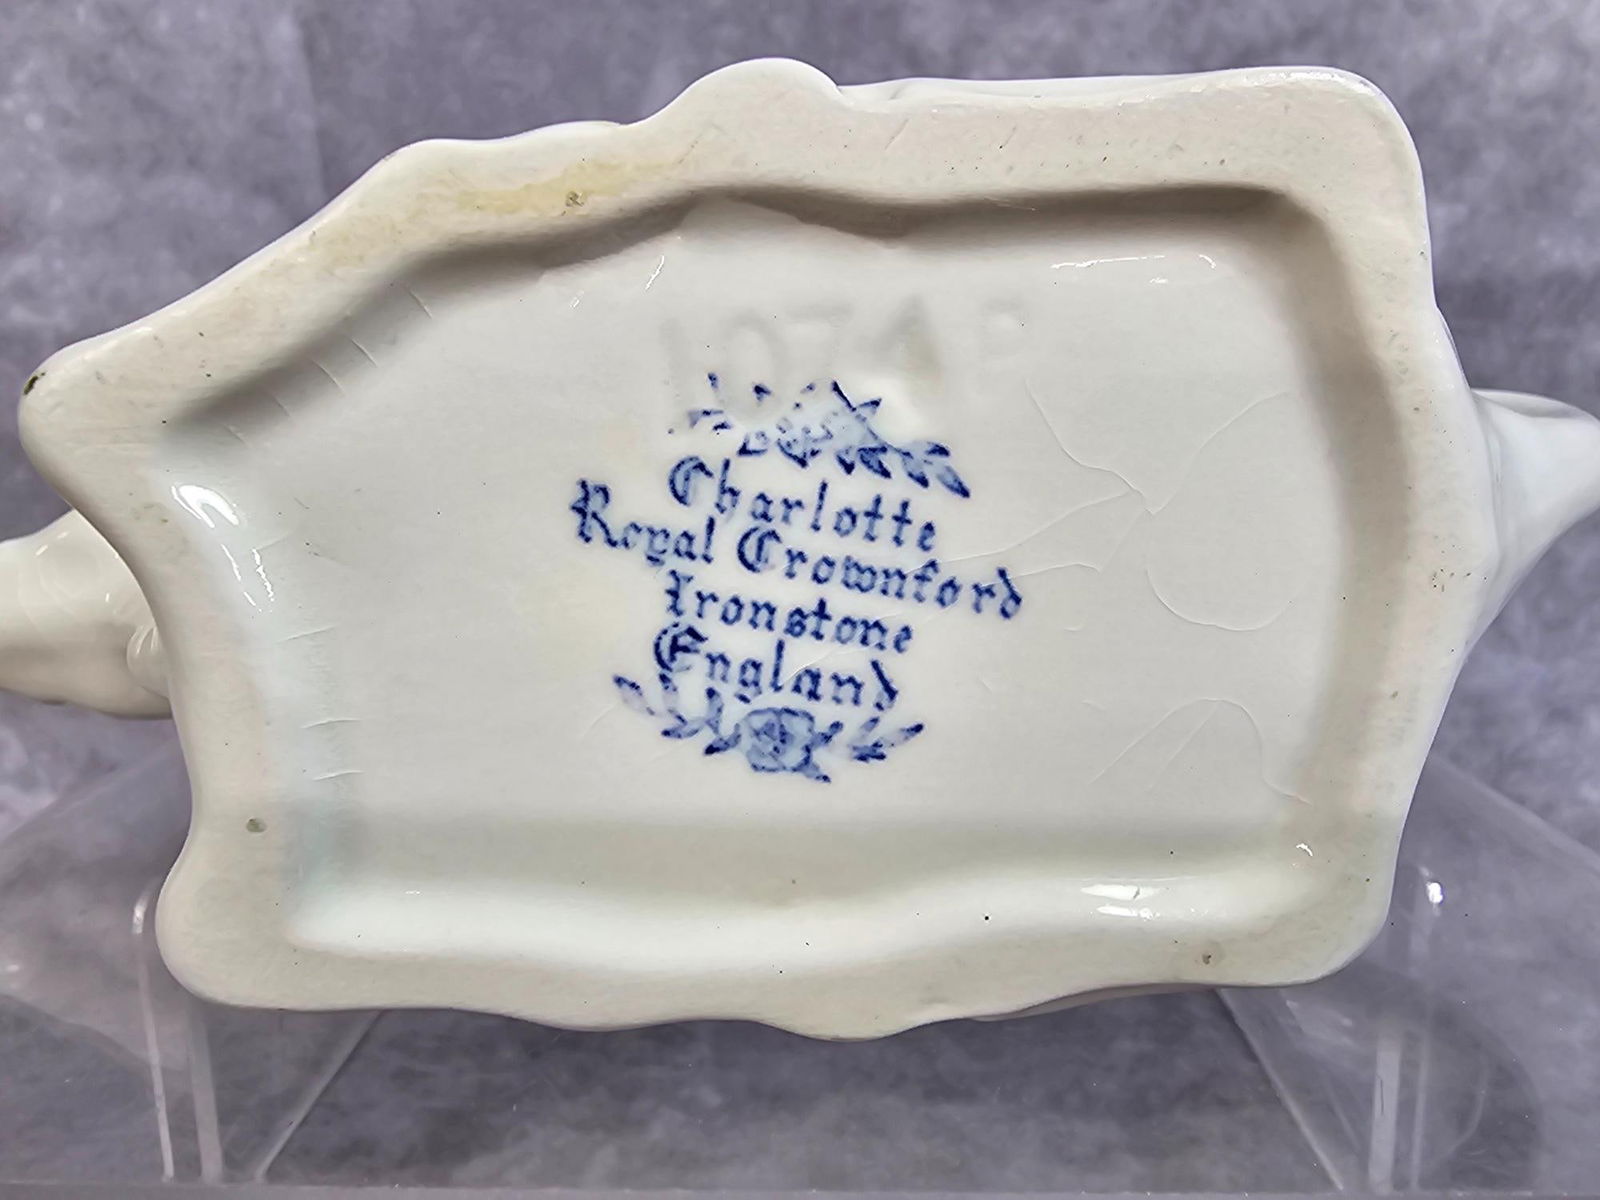 Charlotte
Royal Crownford
Ironstone
England